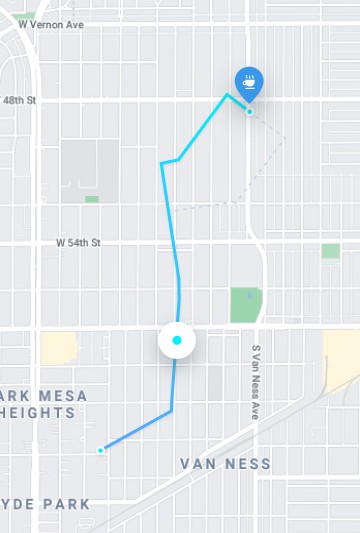 W Vernon Ave
48th St
W 54th St
S Van Ness Ave
ARK MESA
HEIGHTS
VAN NESS
YDE PARK